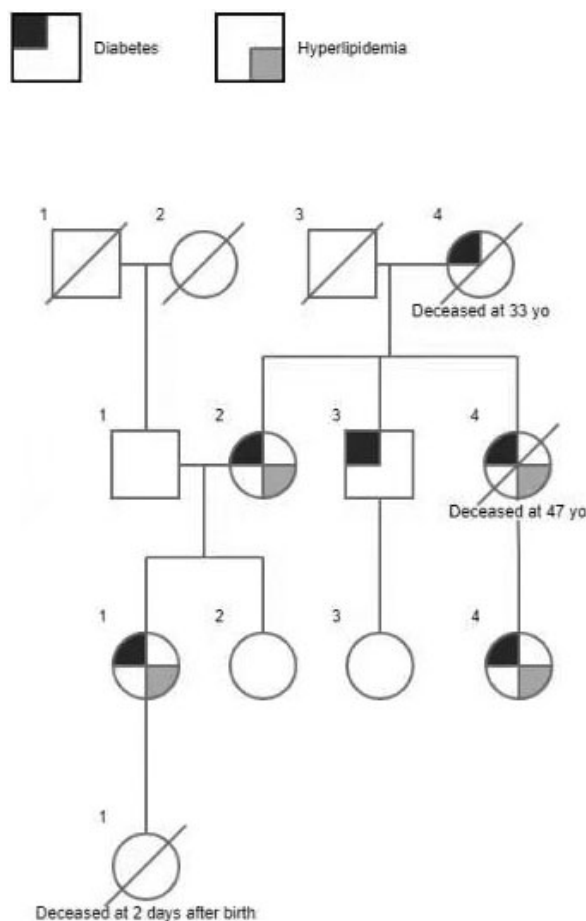 Diabetes
Hyperlipidemia
1
2
3
4
Deceased at 33 yo
1
2
3
4
Deceased at 47 yo
1
2
3
4
1
Deceased at 2 days after birth